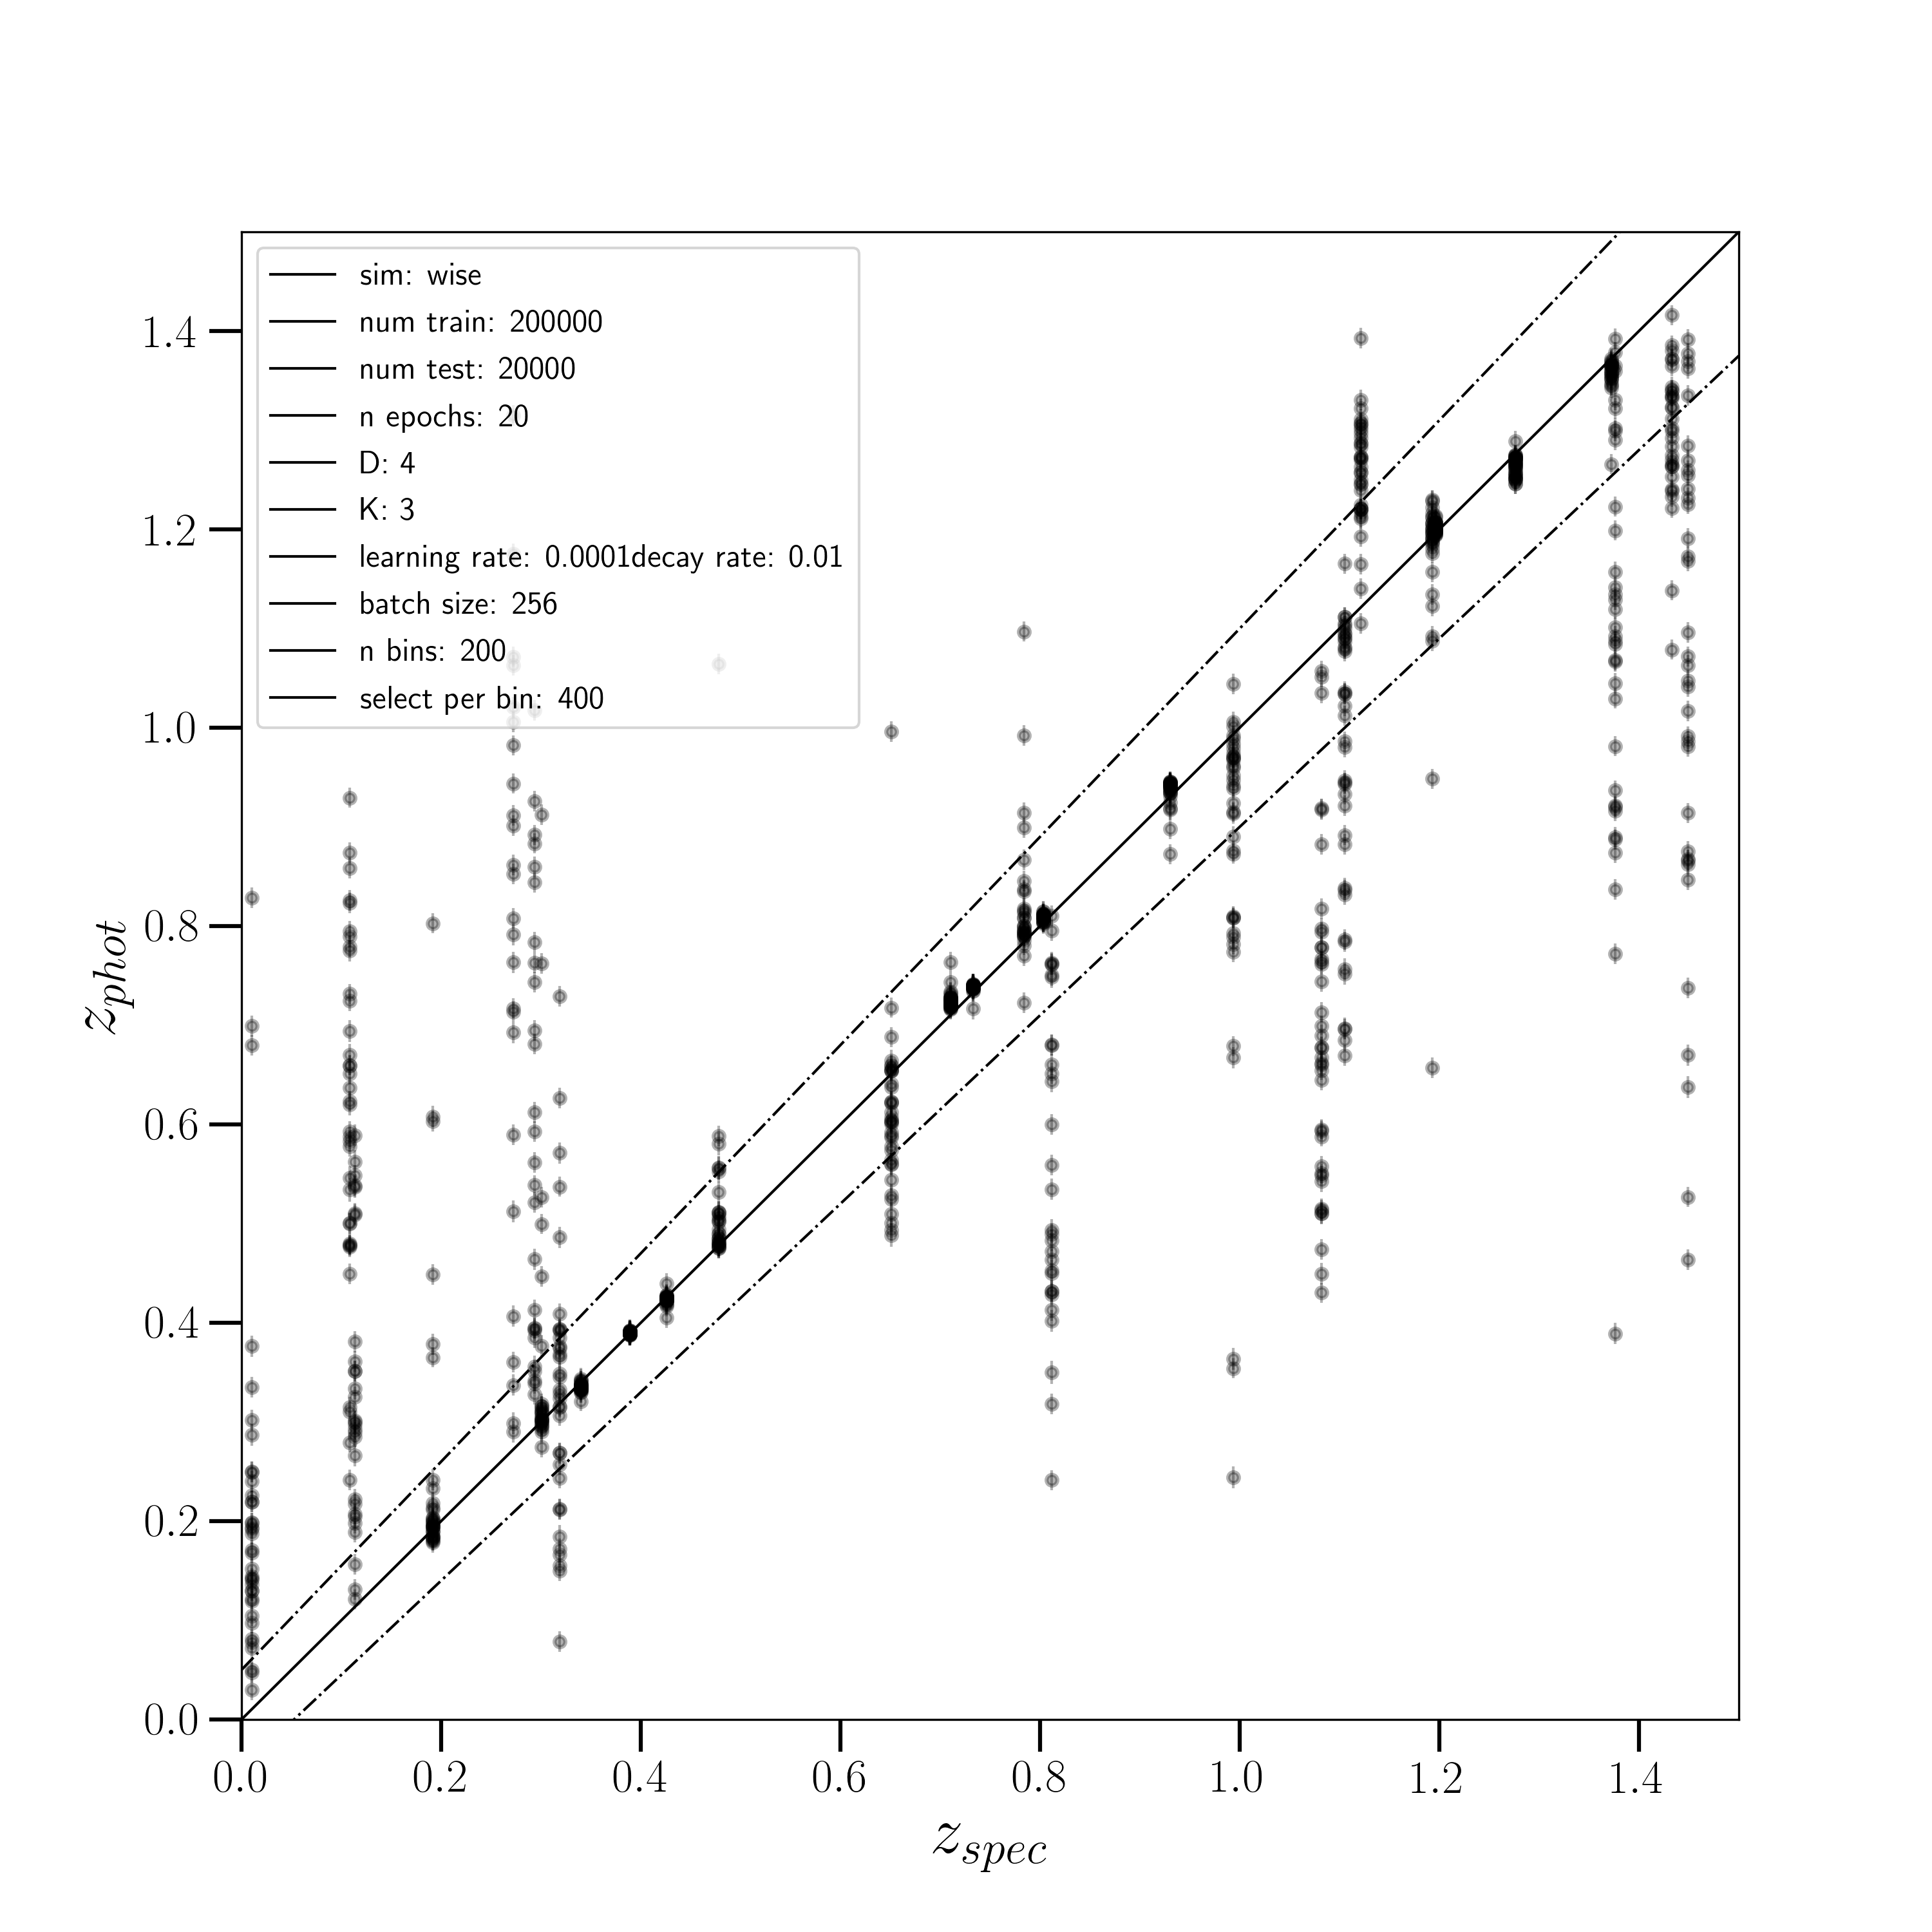 sim: wise
num train: 200000
num test: 20000
n epochs: 20
D: 4
K: 3
learning rate: 0.0001decay rate: 0.01
batch size: 256
n bins: 200
select per bin: 400
1.4
1.2
1.0
0.8
0.6
0.4
0.2
0.0
z_phot
0.0 0.2 0.4 0.6 0.8 1.0 1.2 1.4
z_spec